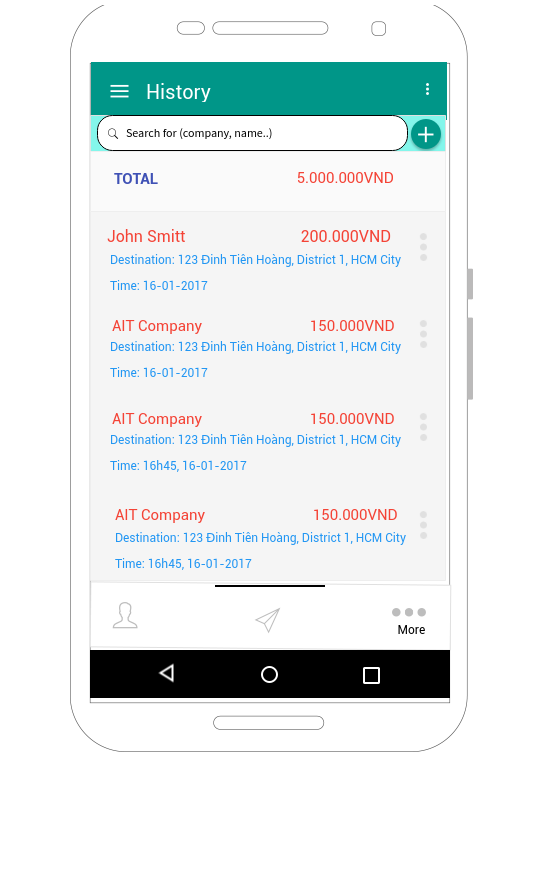 History
Search for (company, name..)
TOTAL 5.000.000VND
John Smitt 200.000VND
Destination: 123 Đinh Tiên Hoàng, District 1, HCM City
Time: 16-01-2017
AIT Company 150.000VND
Destination: 123 Đinh Tiên Hoàng, District 1, HCM City
Time: 16-01-2017
AIT Company 150.000VND
Destination: 123 Đinh Tiên Hoàng, District 1, HCM City
Time: 16h45, 16-01-2017
AIT Company 150.000VND
Destination: 123 Đinh Tiên Hoàng, District 1, HCM City
Time: 16h45, 16-01-2017
More